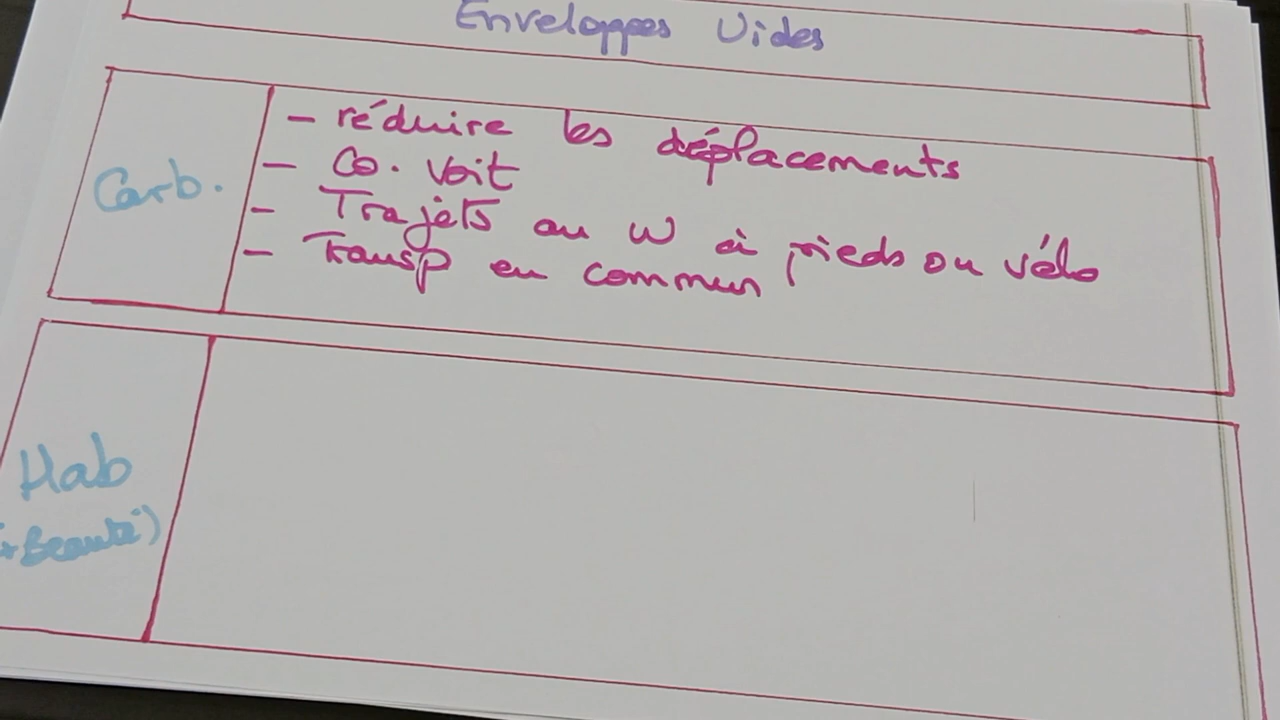 Enveloppes Vides
Carb.
- réduire les déplacements
- Co. Voit
- Trajets au W à pieds ou vélo
- Transp en commun
Hab
(+Beauté)